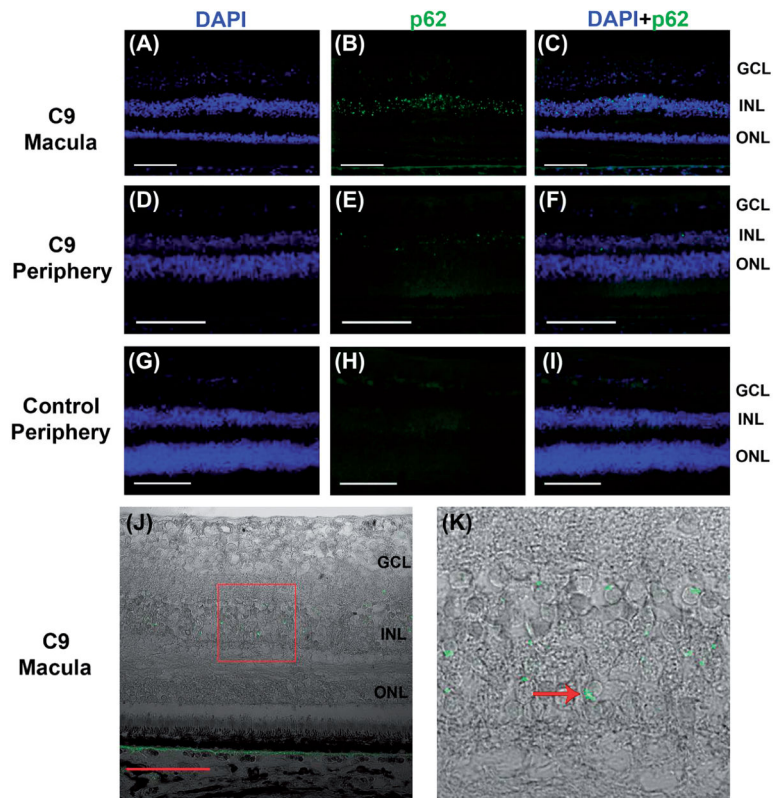 DAPI p62 DAPI+p62
(A) (B) (C)
C9
Macula
GCL
INL
ONL
(D) (E) (F)
C9
Periphery
GCL
INL
ONL
(G) (H) (I)
Control
Periphery
GCL
INL
ONL
(J) (K)
C9
Macula
GCL
INL
ONL